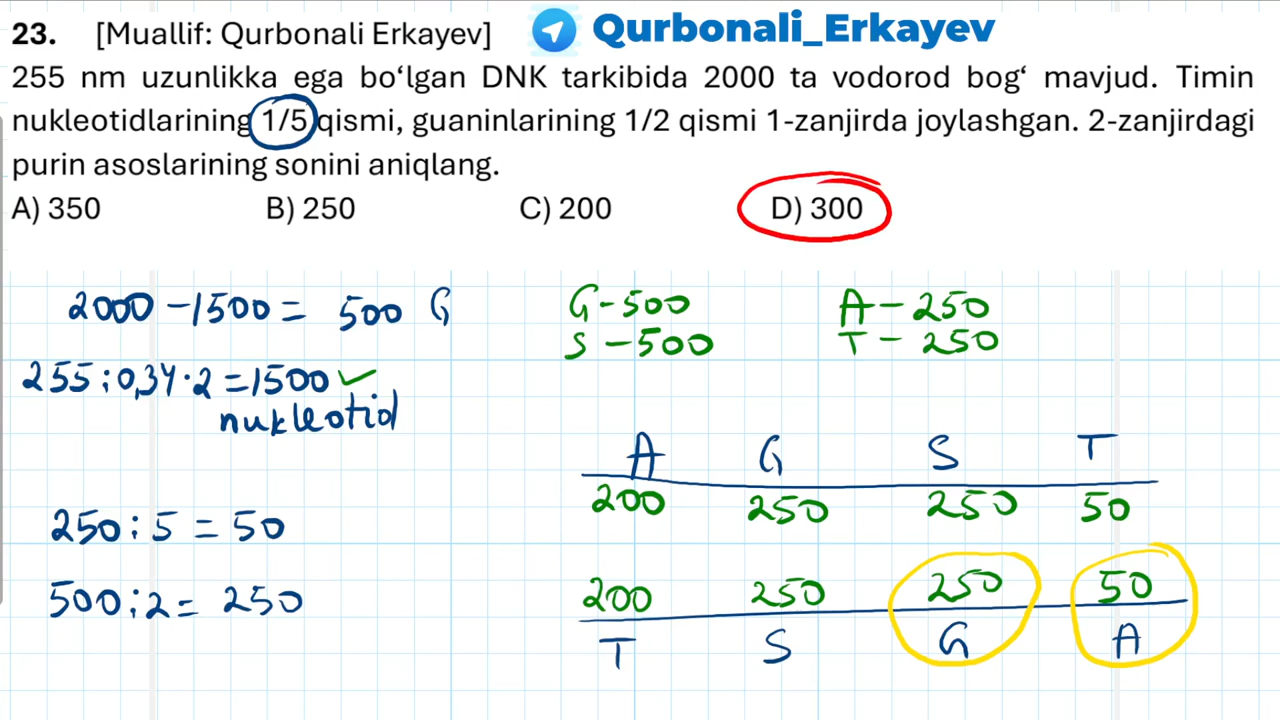 23. [Muallif: Qurbonali Erkayev] Qurbonali_Erkayev
255 nm uzunlikka ega bo‘lgan DNK tarkibida 2000 ta vodorod bog‘ mavjud. Timin
nukleotidlarining 1/5 qismi, guaninlarining 1/2 qismi 1-zanjirda joylashgan. 2-zanjirdagi
purin asoslarining sonini aniqlang.
A) 350 B) 250 C) 200 D) 300
2000 - 1500 = 500 G
255 : 0,34 · 2 = 1500 ✓
nukleotid
250 : 5 = 50
500 : 2 = 250
G - 500 A - 250
S - 500 T - 250
A G S T
200 250 250 50
200 250 250 50
T S G A